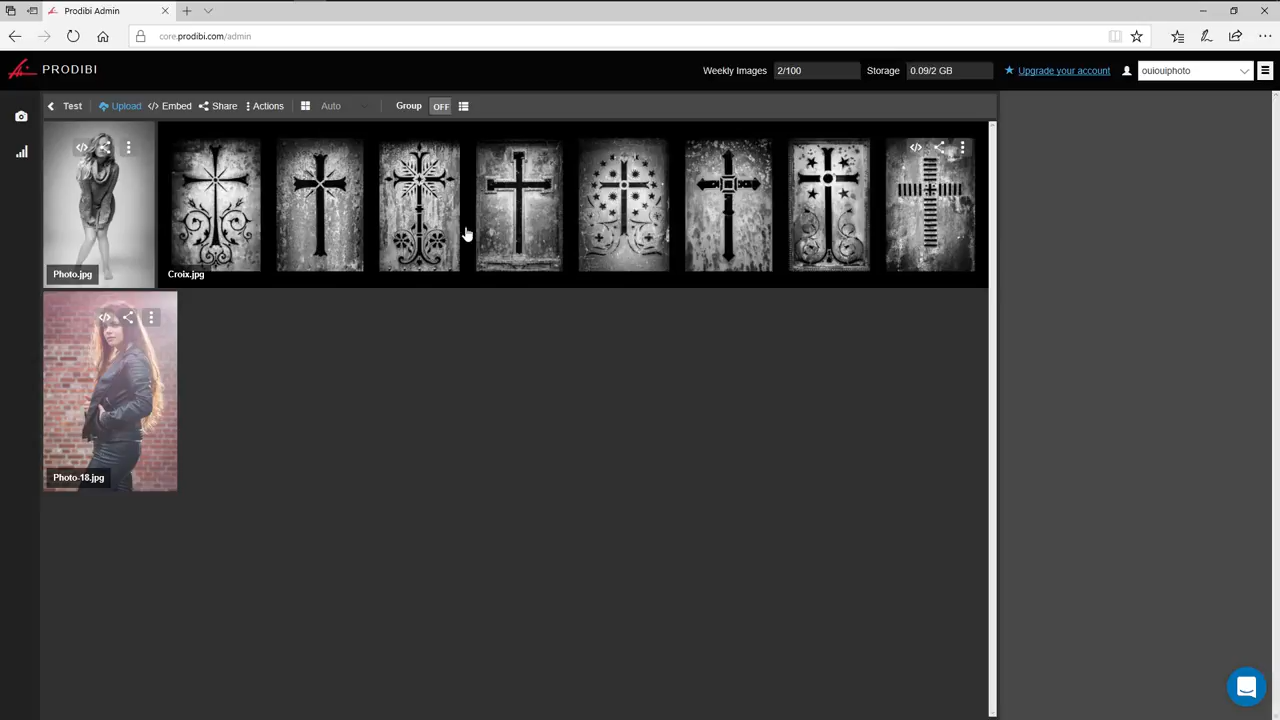 Prodibi Admin
core.prodibi.com/admin
PRODIBI
Weekly Images 2/100 Storage 0.09/2 GB Upgrade your account ouiouiphoto
Test Upload Embed Share Actions Auto Group OFF
Photo.jpg
Croix.jpg
Photo-18.jpg